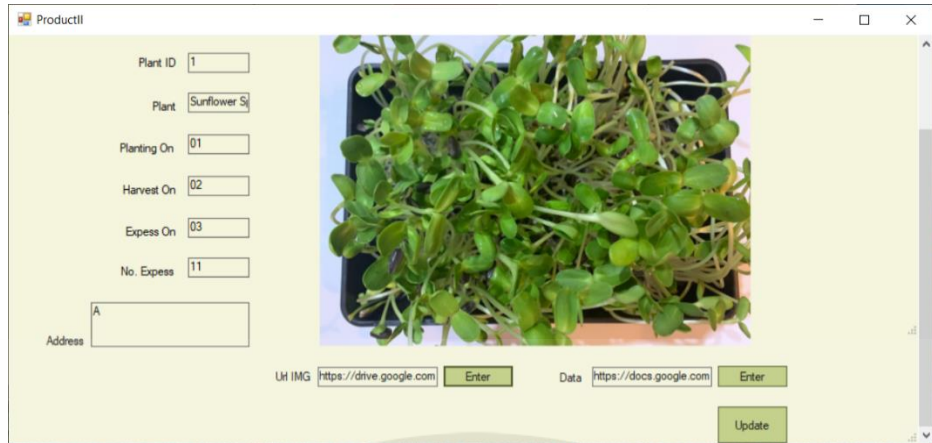 ProductII
Plant ID 1
Plant Sunflower Sp
Planting On 01
Harvest On 02
Expess On 03
No. Expess 11
Address A
Url IMG https://drive.google.com Enter Data https://docs.google.com Enter
Update